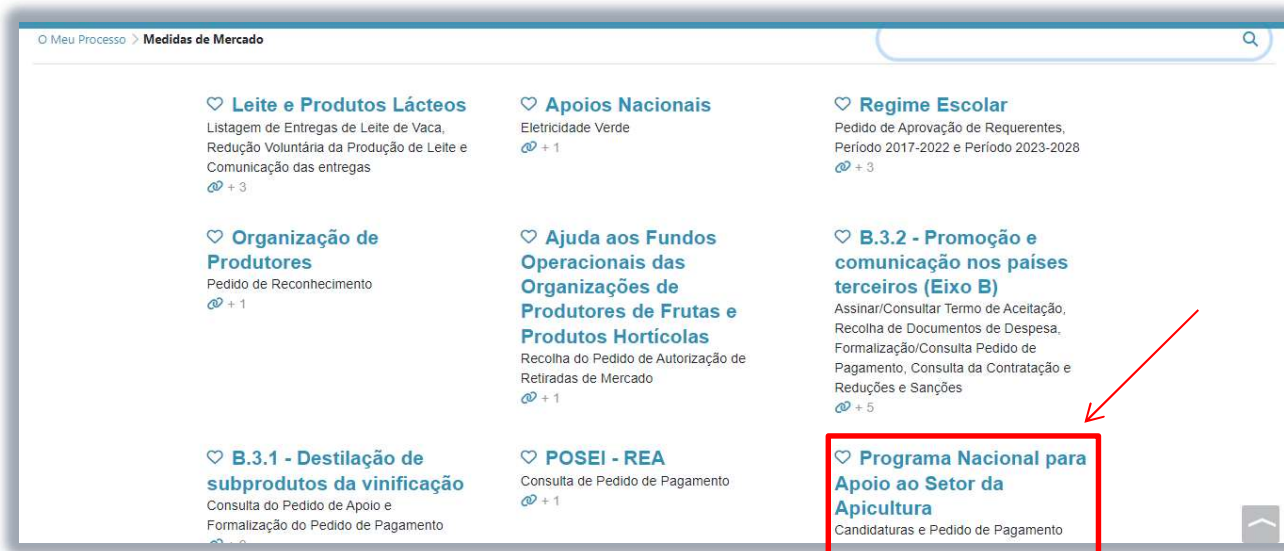 O Meu Processo > Medidas de Mercado
Leite e Produtos Lácteos
Listagem de Entregas de Leite de Vaca,
Redução Voluntária da Produção de Leite e
Comunicação das entregas
+ 3
Apoios Nacionais
Eletricidade Verde
+ 1
Regime Escolar
Pedido de Aprovação de Requerentes,
Período 2017-2022 e Período 2023-2028
+ 3
Organização de
Produtores
Pedido de Reconhecimento
+ 1
Ajuda aos Fundos
Operacionais das
Organizações de
Produtores de Frutas e
Produtos Hortícolas
Recolha do Pedido de Autorização de
Retiradas de Mercado
+ 1
B.3.2 - Promoção e
comunicação nos países
terceiros (Eixo B)
Assinar/Consultar Termo de Aceitação,
Recolha de Documentos de Despesa,
Formalização/Consulta Pedido de
Pagamento, Consulta da Contratação e
Reduções e Sanções
+ 5
B.3.1 - Destilação de
subprodutos da vinificação
Consulta do Pedido de Apoio e
Formalização do Pedido de Pagamento
POSEI - REA
Consulta de Pedido de Pagamento
+ 1
Programa Nacional para
Apoio ao Setor da
Apicultura
Candidaturas e Pedido de Pagamento